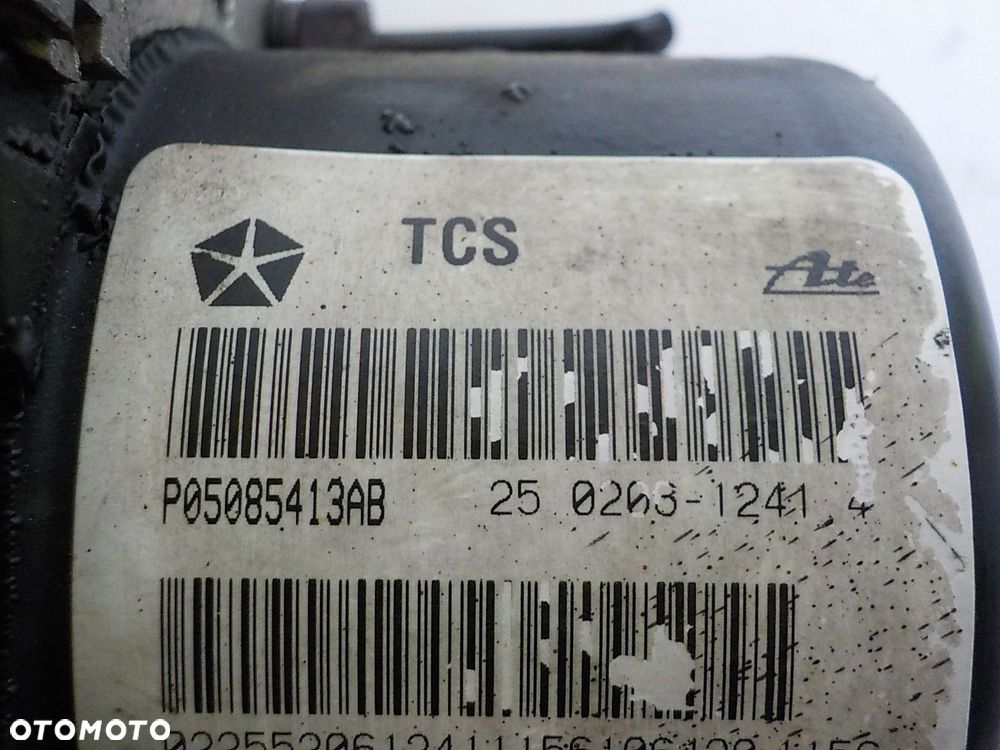 TCS
Ate
P05085413AB 25 0203-1241 4
OTOMOTO